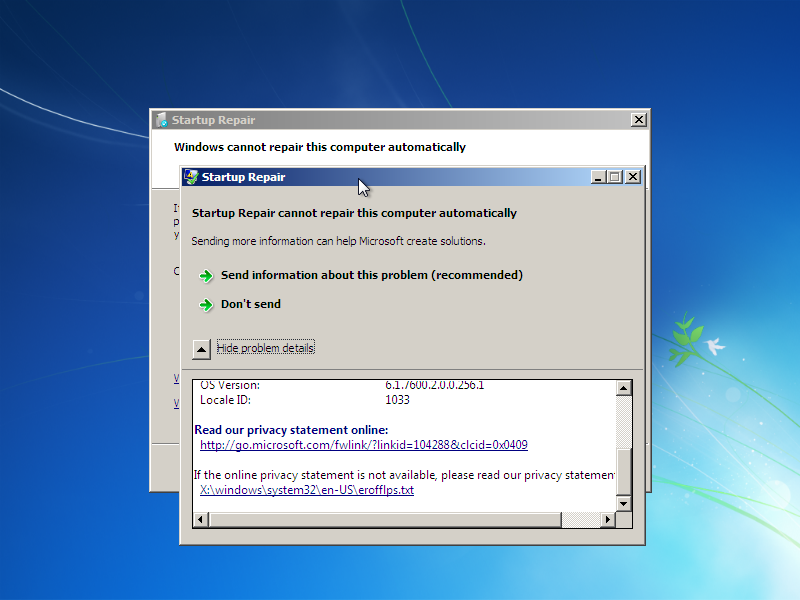 Startup Repair
Windows cannot repair this computer automatically
Startup Repair
Startup Repair cannot repair this computer automatically
Sending more information can help Microsoft create solutions.
Send information about this problem (recommended)
Don't send
Hide problem details
OS Version: 6.1.7600.2.0.0.256.1
Locale ID: 1033
Read our privacy statement online:
http://go.microsoft.com/fwlink/?linkid=104288&clcid=0x0409
If the online privacy statement is not available, please read our privacy statement
X:\windows\system32\en-US\erofflps.txt